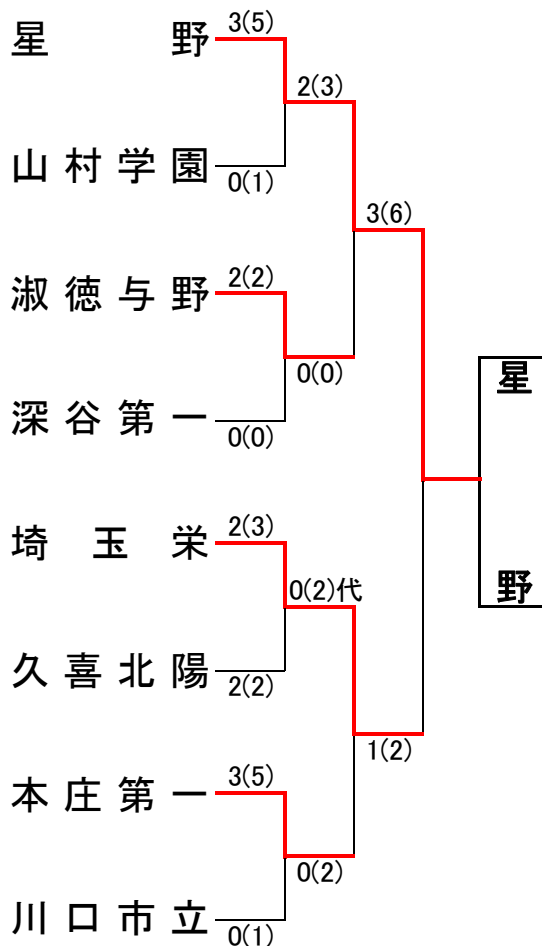 3(5)
星野
2(3)
山村学園
0(1)
3(6)
2(2)
淑徳与野
0(0)
深谷第一
0(0)
星野
2(3)
埼玉栄
0(2)代
久喜北陽
2(2)
1(2)
3(5)
本庄第一
0(2)
川口市立
0(1)